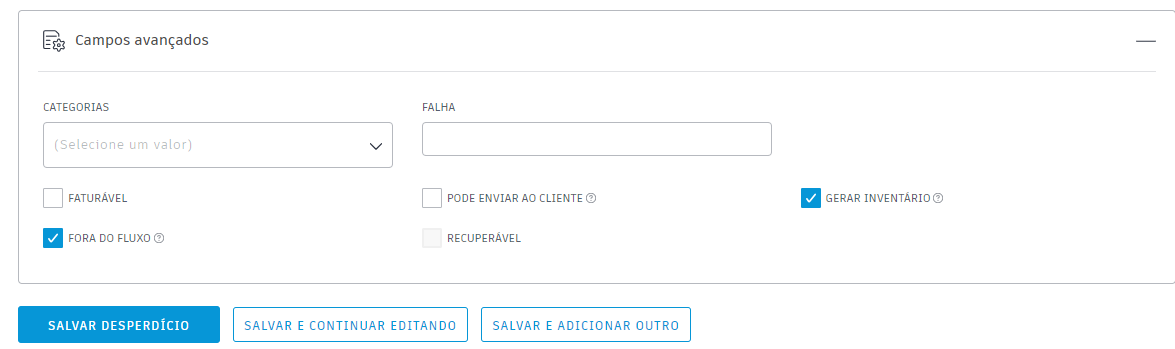 Campos avançados
CATEGORIAS FALHA
(Selecione um valor)
FATURÁVEL PODE ENVIAR AO CLIENTE ? GERAR INVENTÁRIO ?
FORA DO FLUXO ? RECUPERÁVEL
SALVAR DESPERDÍCIO SALVAR E CONTINUAR EDITANDO SALVAR E ADICIONAR OUTRO